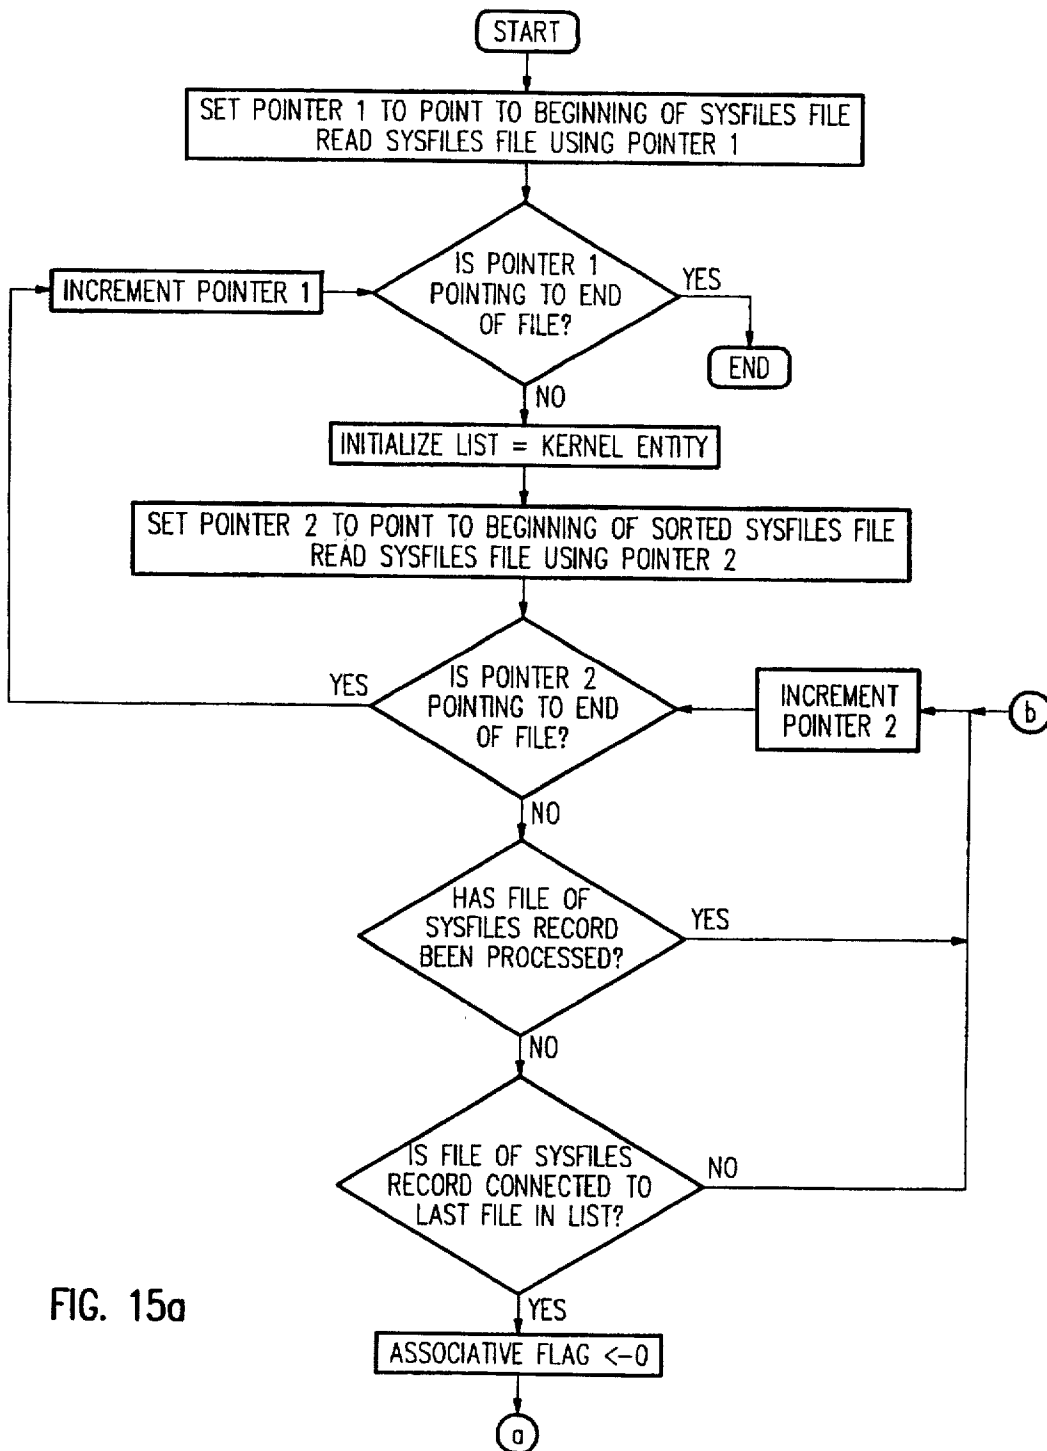 START
SET POINTER 1 TO POINT TO BEGINNING OF SYSFILES FILE
READ SYSFILES FILE USING POINTER 1
INCREMENT POINTER 1
IS POINTER 1
POINTING TO END
OF FILE?
YES
END
NO
INITIALIZE LIST = KERNEL ENTITY
SET POINTER 2 TO POINT TO BEGINNING OF SORTED SYSFILES FILE
READ SYSFILES FILE USING POINTER 2
YES
IS POINTER 2
POINTING TO END
OF FILE?
INCREMENT
POINTER 2
b
NO
HAS FILE OF
SYSFILES RECORD
BEEN PROCESSED?
YES
NO
IS FILE OF SYSFILES
RECORD CONNECTED TO
LAST FILE IN LIST?
NO
YES
FIG. 15a
ASSOCIATIVE FLAG <-0
a